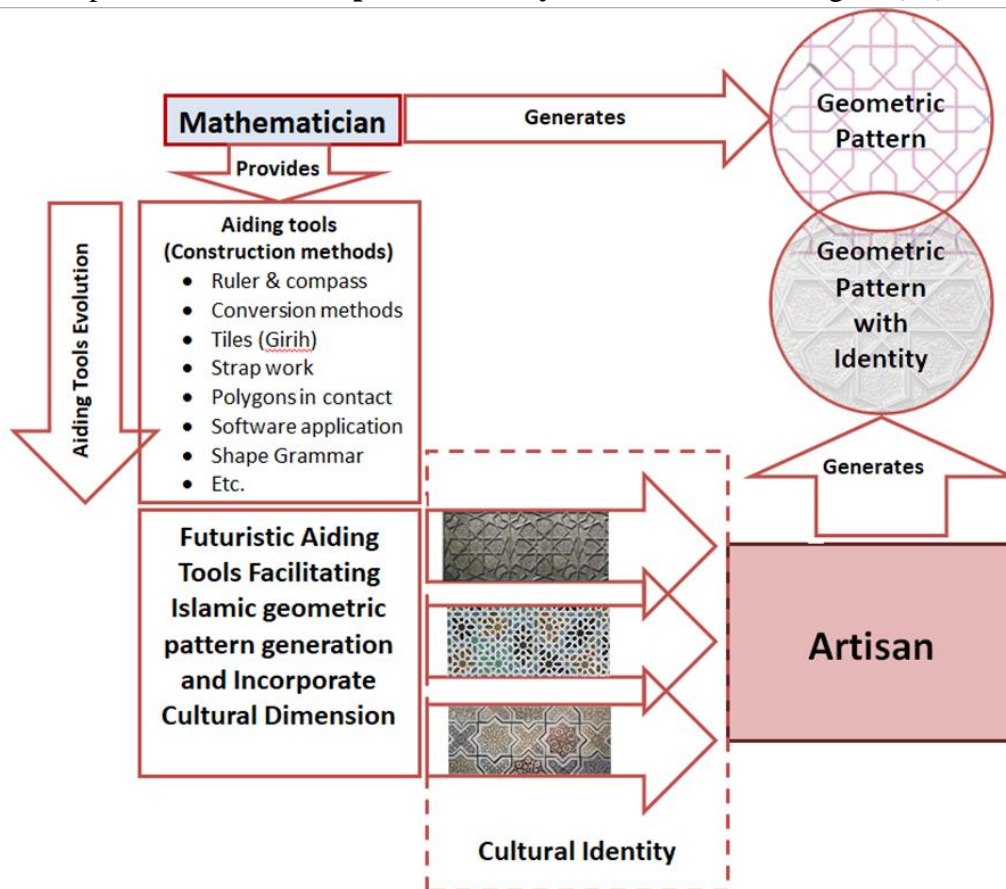 Mathematician
Generates
Provides
Geometric
Pattern
Aiding Tools Evolution
Aiding tools
(Construction methods)
• Ruler & compass
• Conversion methods
• Tiles (Girih)
• Strap work
• Polygons in contact
• Software application
• Shape Grammar
• Etc.
Geometric
Pattern
with
Identity
Generates
Futuristic Aiding
Tools Facilitating
Islamic geometric
pattern generation
and Incorporate
Cultural Dimension
Artisan
Cultural Identity